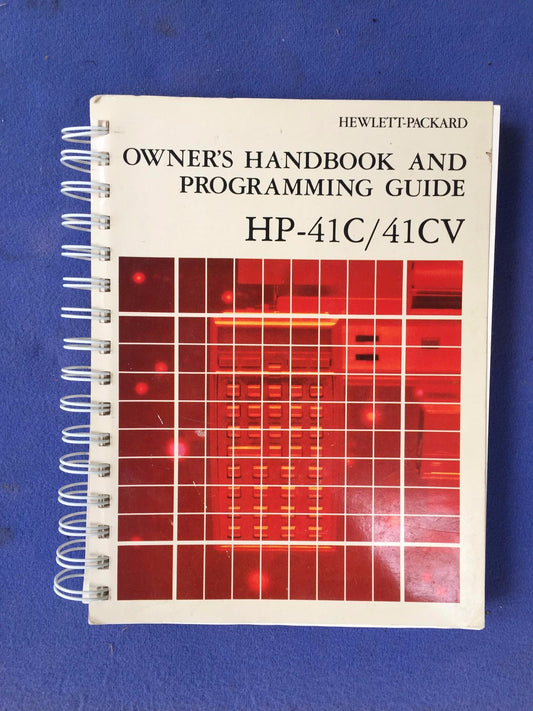 HEWLETT-PACKARD
OWNER'S HANDBOOK AND
PROGRAMMING GUIDE
HP-41C/41CV